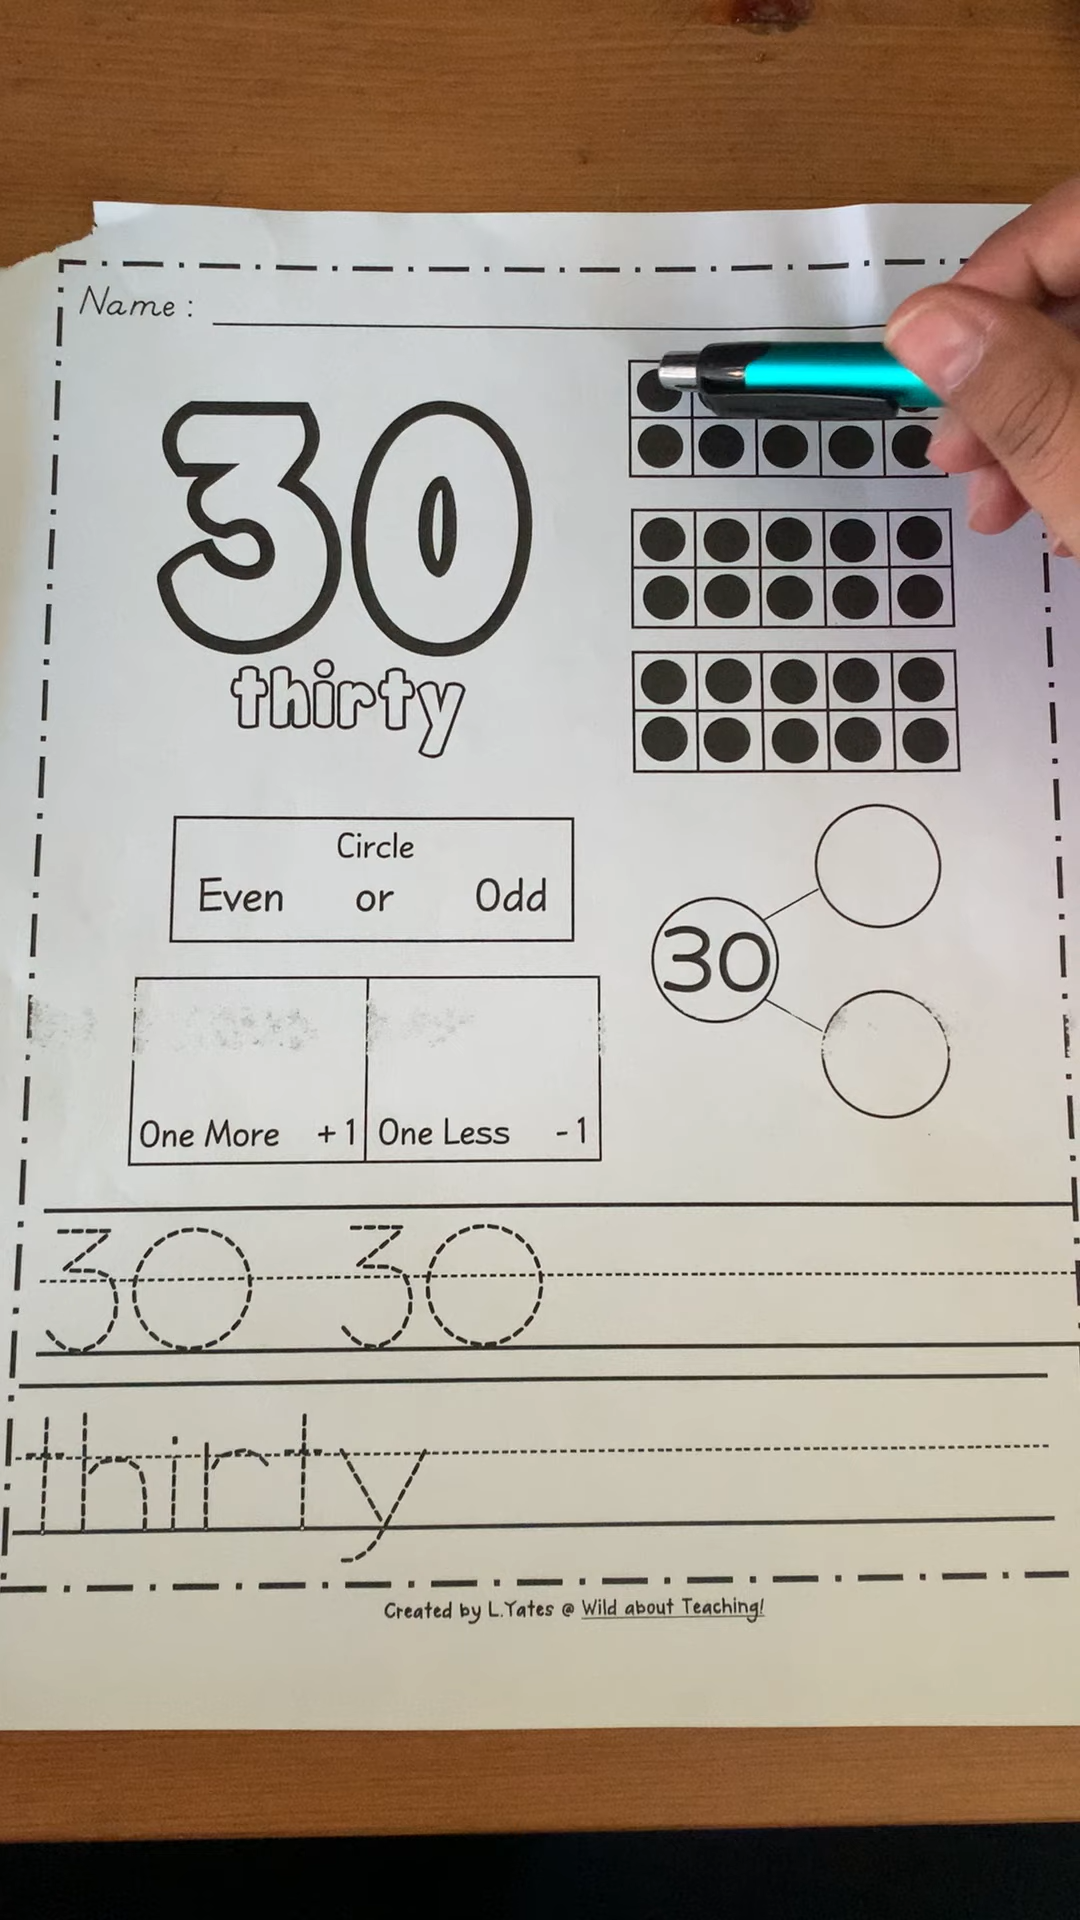 Name :
30
thirty
Circle
Even or Odd
30
One More +1 One Less -1
30 30
thirty
Created by L.Yates @ Wild about Teaching!